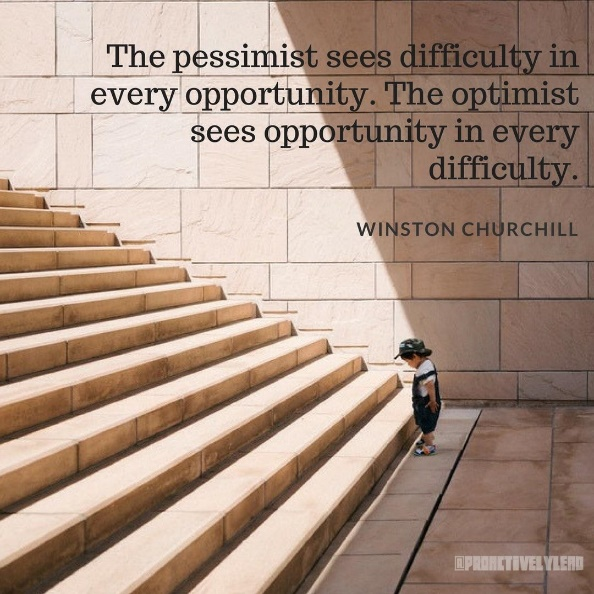 The pessimist sees difficulty in
every opportunity. The optimist
sees opportunity in every
difficulty.
WINSTON CHURCHILL
@PROACTIVELYLEAD